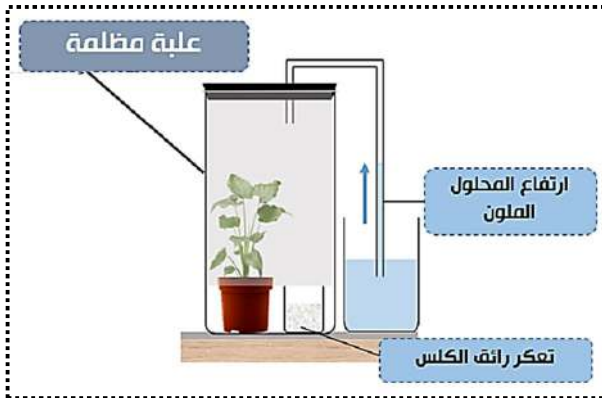 علبة مظلمة
ارتفاع المحلول
الملون
تعكر رائق الكلس